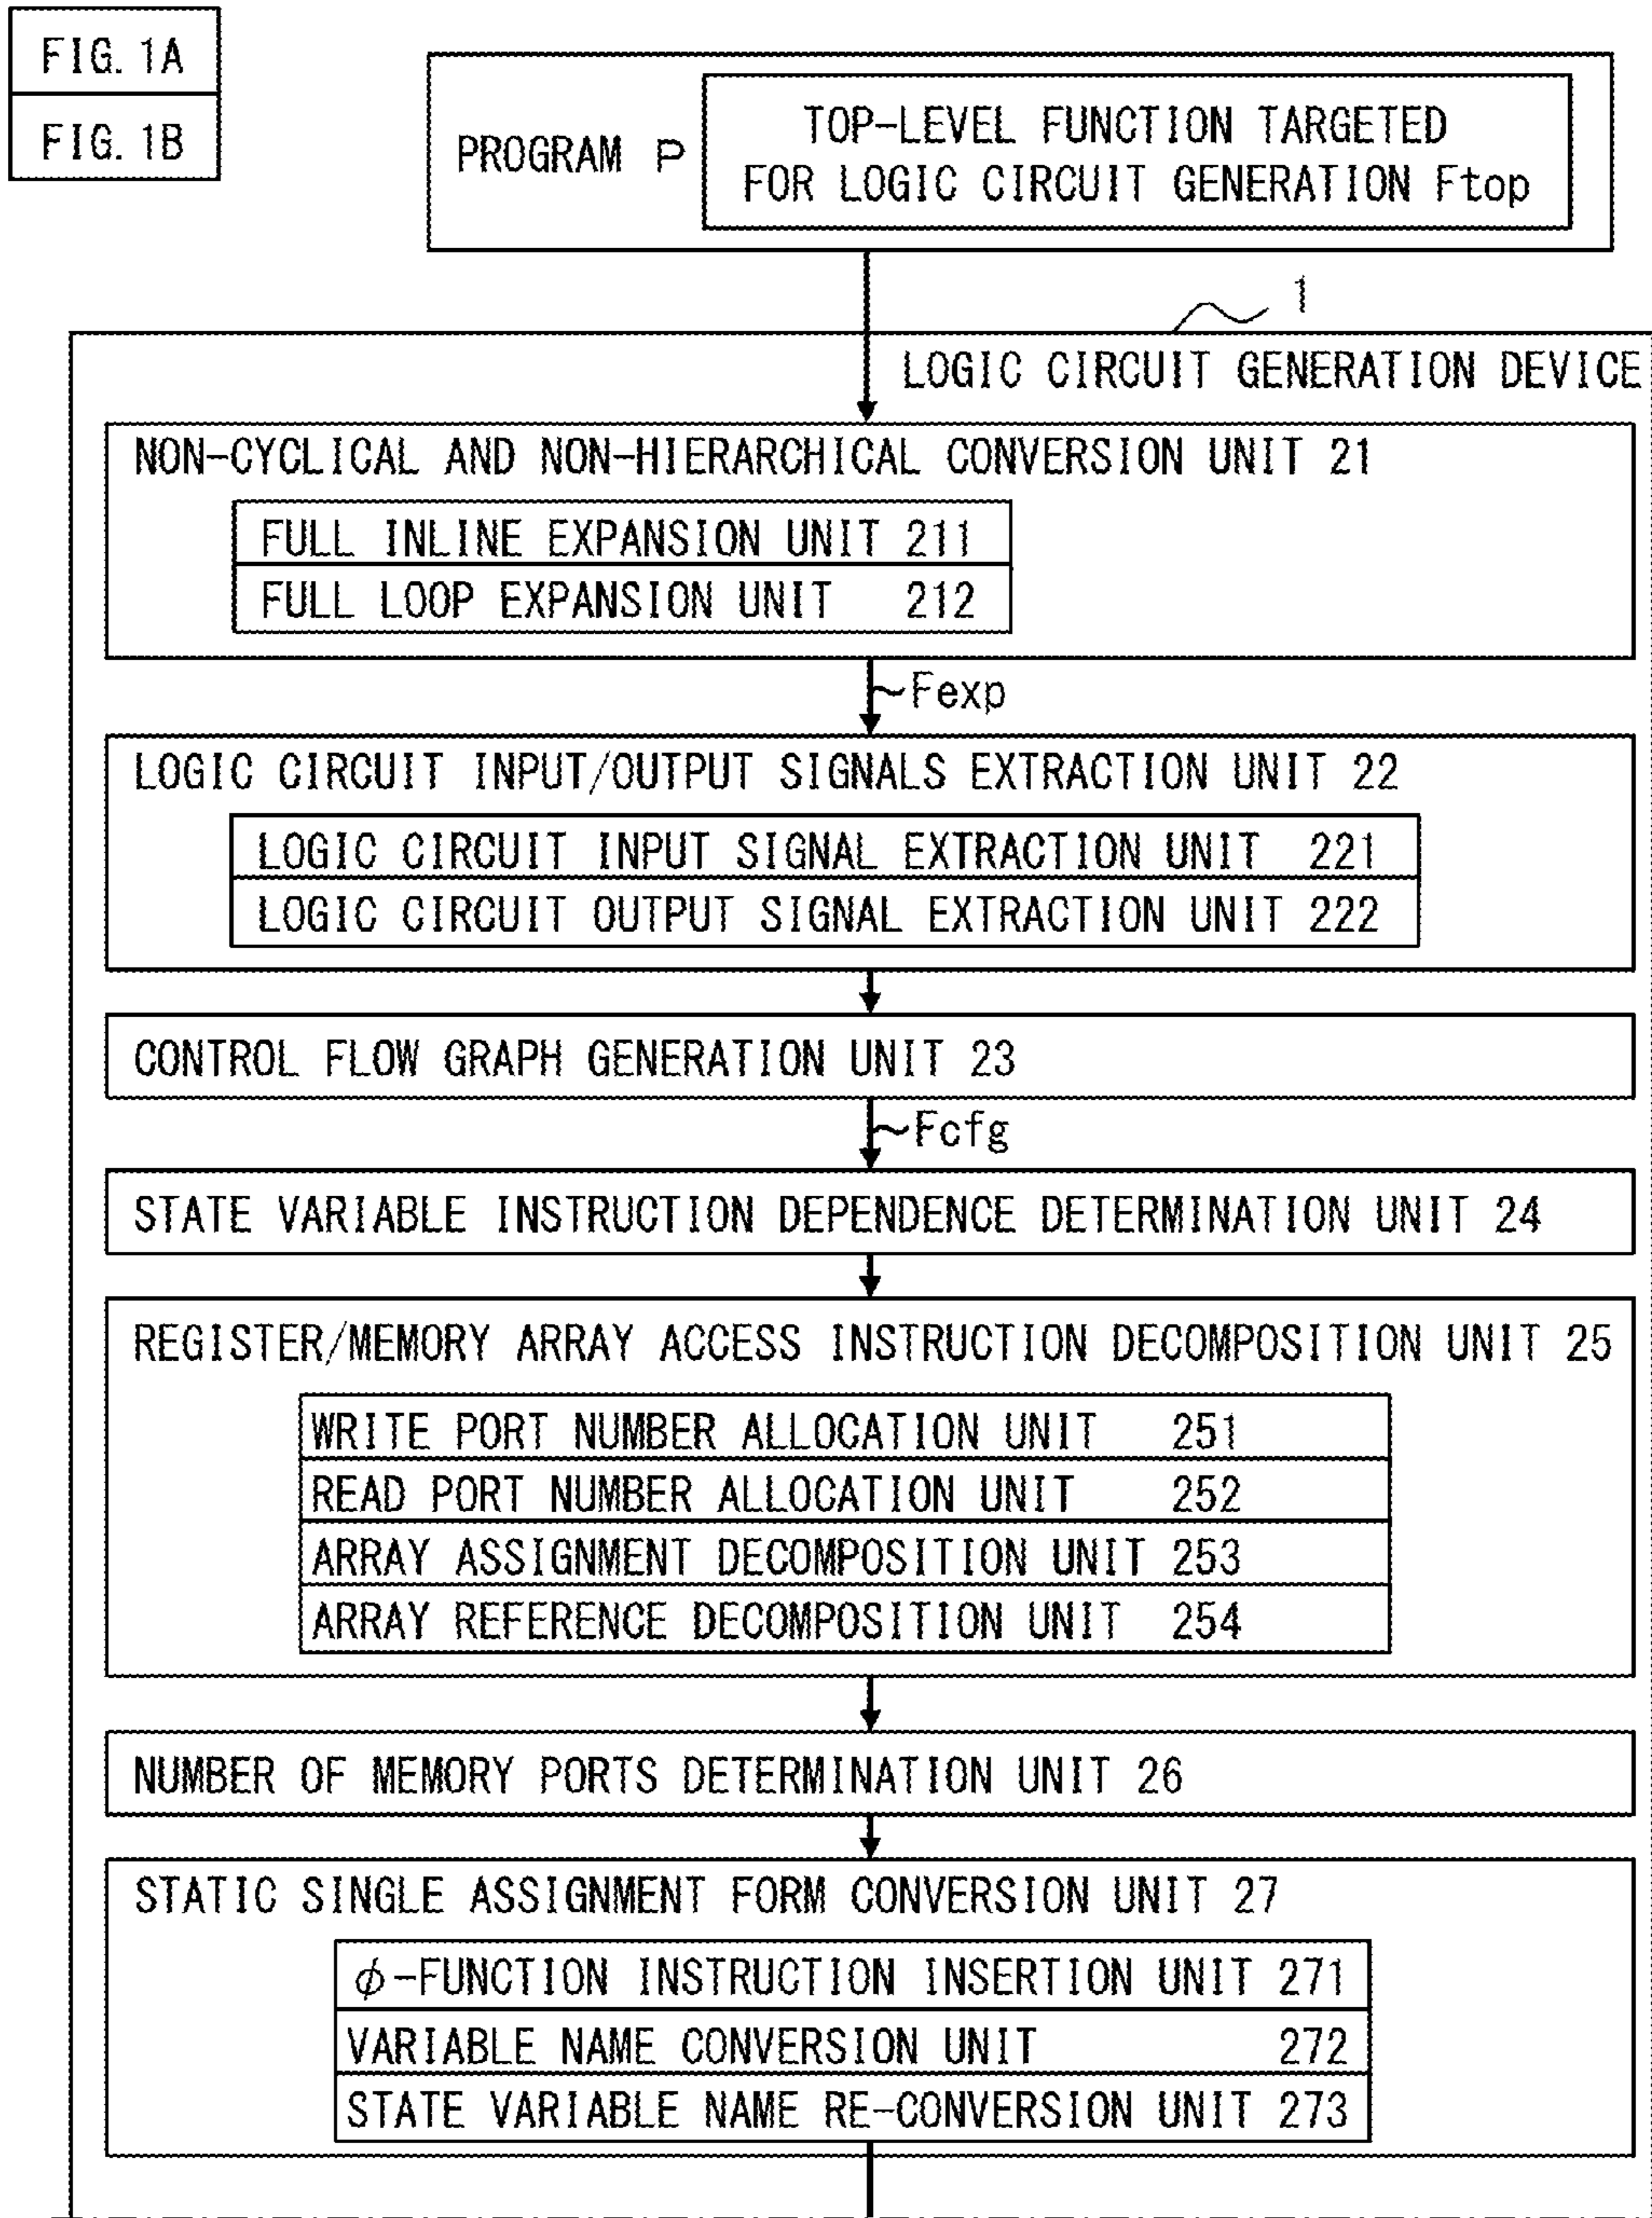 FIG. 1A
FIG. 1B
PROGRAM P
TOP-LEVEL FUNCTION TARGETED
FOR LOGIC CIRCUIT GENERATION Ftop
1
LOGIC CIRCUIT GENERATION DEVICE
NON-CYCLICAL AND NON-HIERARCHICAL CONVERSION UNIT 21
FULL INLINE EXPANSION UNIT 211
FULL LOOP EXPANSION UNIT 212
~Fexp
LOGIC CIRCUIT INPUT/OUTPUT SIGNALS EXTRACTION UNIT 22
LOGIC CIRCUIT INPUT SIGNAL EXTRACTION UNIT 221
LOGIC CIRCUIT OUTPUT SIGNAL EXTRACTION UNIT 222
CONTROL FLOW GRAPH GENERATION UNIT 23
~Fcfg
STATE VARIABLE INSTRUCTION DEPENDENCE DETERMINATION UNIT 24
REGISTER/MEMORY ARRAY ACCESS INSTRUCTION DECOMPOSITION UNIT 25
WRITE PORT NUMBER ALLOCATION UNIT 251
READ PORT NUMBER ALLOCATION UNIT 252
ARRAY ASSIGNMENT DECOMPOSITION UNIT 253
ARRAY REFERENCE DECOMPOSITION UNIT 254
NUMBER OF MEMORY PORTS DETERMINATION UNIT 26
STATIC SINGLE ASSIGNMENT FORM CONVERSION UNIT 27
φ-FUNCTION INSTRUCTION INSERTION UNIT 271
VARIABLE NAME CONVERSION UNIT 272
STATE VARIABLE NAME RE-CONVERSION UNIT 273